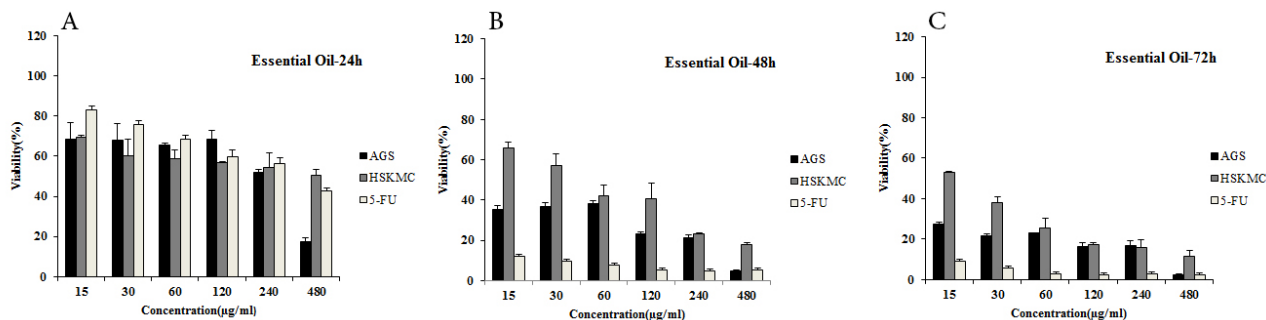 A
Essential Oil-24h
120
100
80
60
40
20
0
Viability(%)
AGS
HSKMC
5-FU
15 30 60 120 240 480
Concentration(µg/ml)
B
Essential Oil-48h
120
100
80
60
40
20
0
Viability(%)
AGS
HSKMC
5-FU
15 30 60 120 240 480
Concentration(µg/ml)
C
Essential Oil-72h
120
100
80
60
40
20
0
Viability(%)
AGS
HSKMC
5-FU
15 30 60 120 240 480
Concentration(µg/ml)